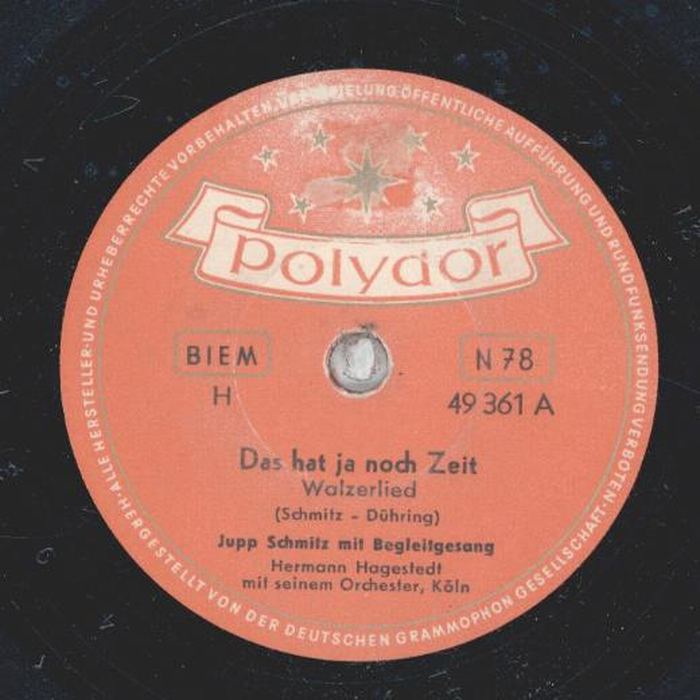 polydor
BIEM
N 78
H
49 361 A
Das hat ja noch Zeit
Walzerlied
(Schmitz - Dühring)
Jupp Schmitz mit Begleitgesang
Hermann Hagestedt
mit seinem Orchester, Köln
ALLE HERSTELLER-UND URHEBERRECHTE VORBEHALTEN. ÖFFENTLICHE AUFFÜHRUNG UND RUNDFUNKSENDUNG VERBOTEN.
HERGESTELLT VON DER DEUTSCHEN GRAMMOPHON GESELLSCHAFT